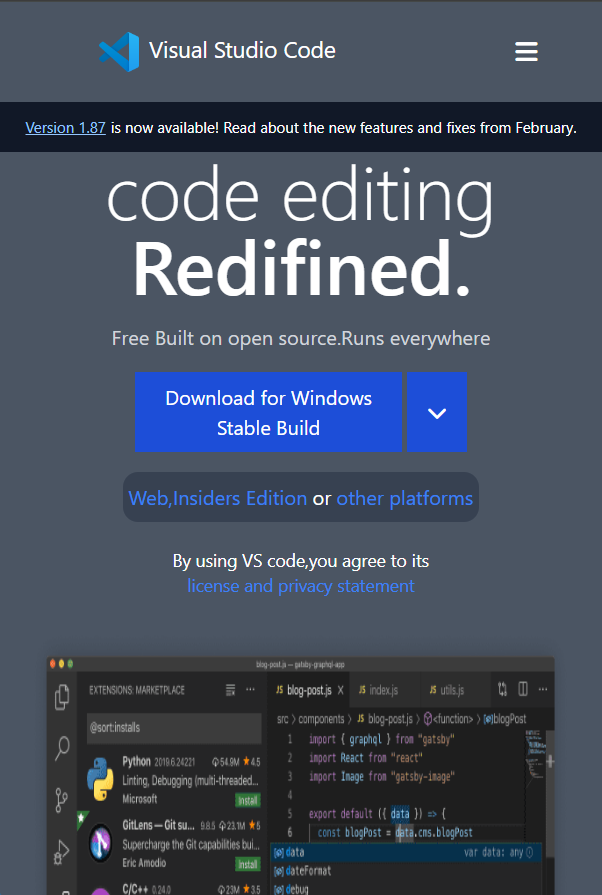 Visual Studio Code
Version 1.87 is now available! Read about the new features and fixes from February.
code editing
Redifined.
Free Built on open source.Runs everywhere
Download for Windows
Stable Build
Web,Insiders Edition or other platforms
By using VS code,you agree to its
license and privacy statement
blog-post.js — gatsby-graphql-app
EXTENSIONS: MARKETPLACE
@sort:installs
Python 2019.6.24221 54.9M ★4.5
Linting, Debugging (multi-threaded...
Microsoft
Install
GitLens — Git su... 9.8.5 23.1M ★5
Supercharge the Git capabilities bui...
Eric Amodio
Install
C/C++ 0.24.0 23M ★3.5
JS blog-post.js X
JS index.js
JS utils.js
src > components > JS blog-post.js > <function> > blogPost
1 import { graphql } from "gatsby"
2 import React from "react"
3 import Image from "gatsby-image"
4
5 export default ({ data }) => {
6 const blogPost = data.cms.blogPost
data var data: any
dateFormat
debug